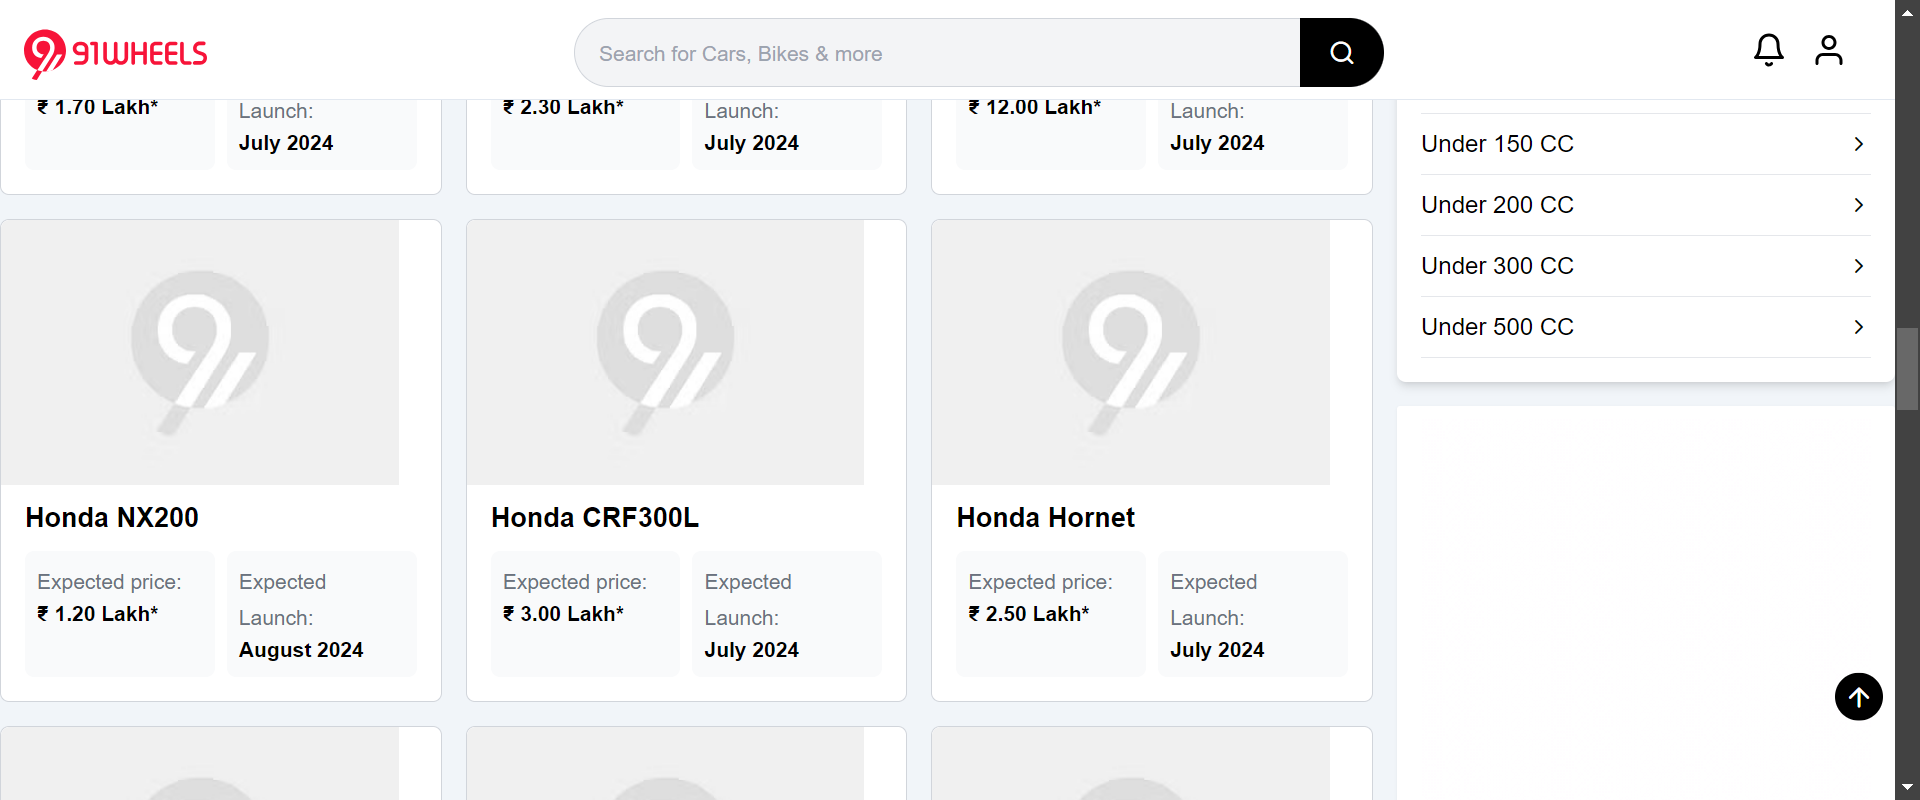 91WHEELS
Search for Cars, Bikes & more
₹ 1.70 Lakh*
Launch:
July 2024
₹ 2.30 Lakh*
Launch:
July 2024
₹ 12.00 Lakh*
Launch:
July 2024
Under 150 CC
Under 200 CC
Under 300 CC
Under 500 CC
Honda NX200
Expected price:
₹ 1.20 Lakh*
Expected
Launch:
August 2024
Honda CRF300L
Expected price:
₹ 3.00 Lakh*
Expected
Launch:
July 2024
Honda Hornet
Expected price:
₹ 2.50 Lakh*
Expected
Launch:
July 2024